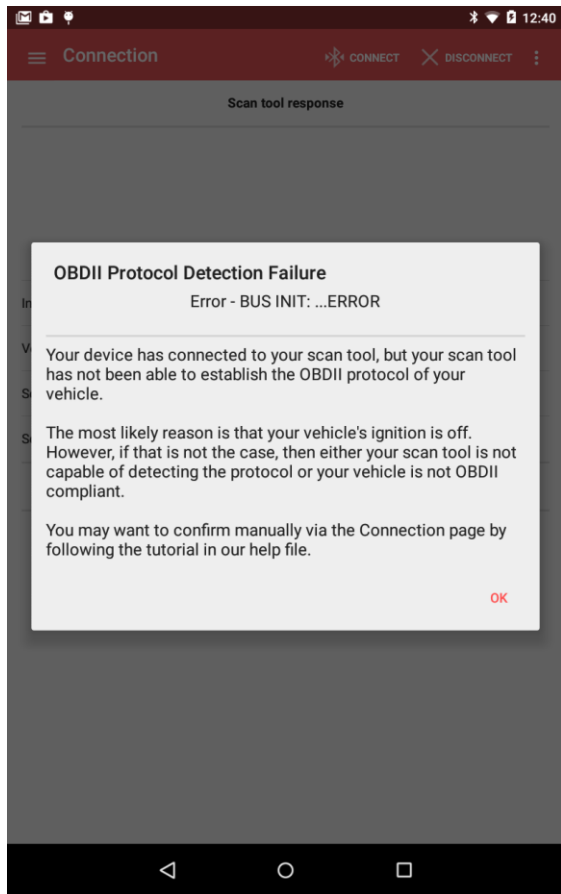 12:40
Connection
CONNECT
DISCONNECT
Scan tool response
OBDII Protocol Detection Failure
Error - BUS INIT: ...ERROR
In
Ve
Your device has connected to your scan tool, but your scan tool
has not been able to establish the OBDII protocol of your
S
vehicle.
S
The most likely reason is that your vehicle's ignition is off.
However, if that is not the case, then either your scan tool is not
capable of detecting the protocol or your vehicle is not OBDII
compliant.
You may want to confirm manually via the Connection page by
following the tutorial in our help file.
OK